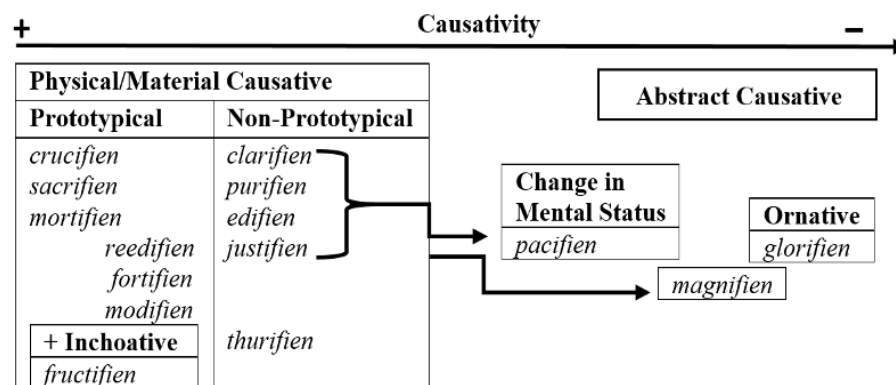 + Causativity −
Physical/Material Causative
Abstract Causative
Prototypical Non-Prototypical
crucifien clarifien
sacrifien purifien
mortifien edifien
reedifien justifien
fortifien
modifien
+ Inchoative thurifien
fructifien
Change in
Mental Status
pacifien
Ornative
glorifien
magnifien